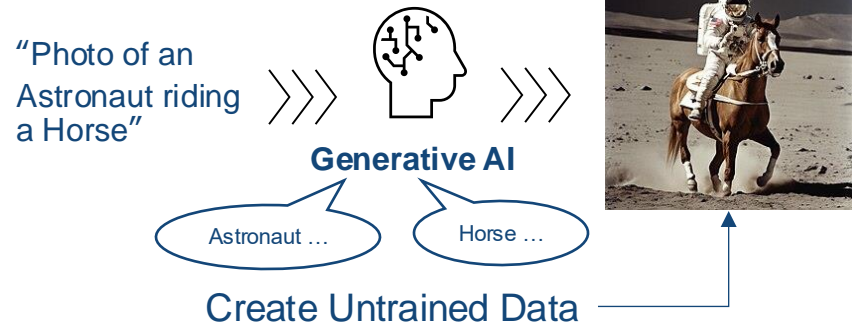 “Photo of an
Astronaut riding
a Horse”
Generative AI
Astronaut …
Horse …
Create Untrained Data